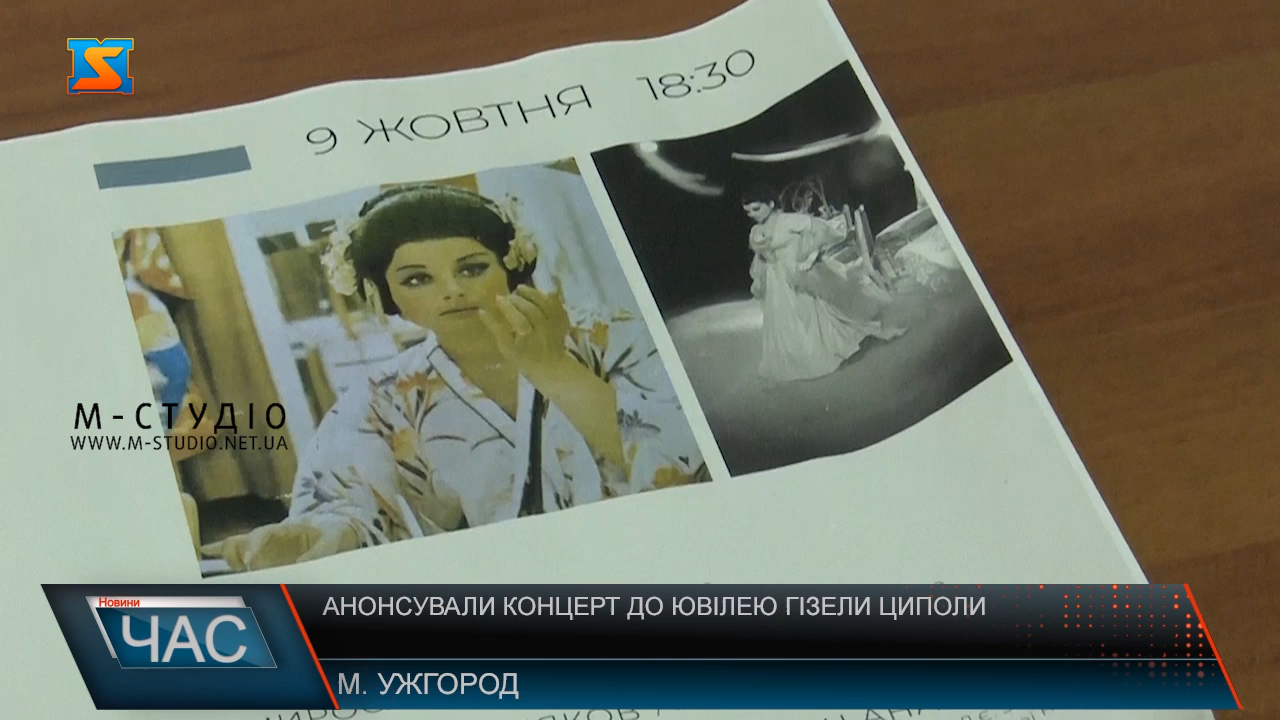 9 ЖОВТНЯ 18:30
М-СТУДІО
WWW.M-STUDIO.NET.UA
Новини
ЧАС
АНОНСУВАЛИ КОНЦЕРТ ДО ЮВІЛЕЮ ГІЗЕЛИ ЦИПОЛИ
М. УЖГОРОД